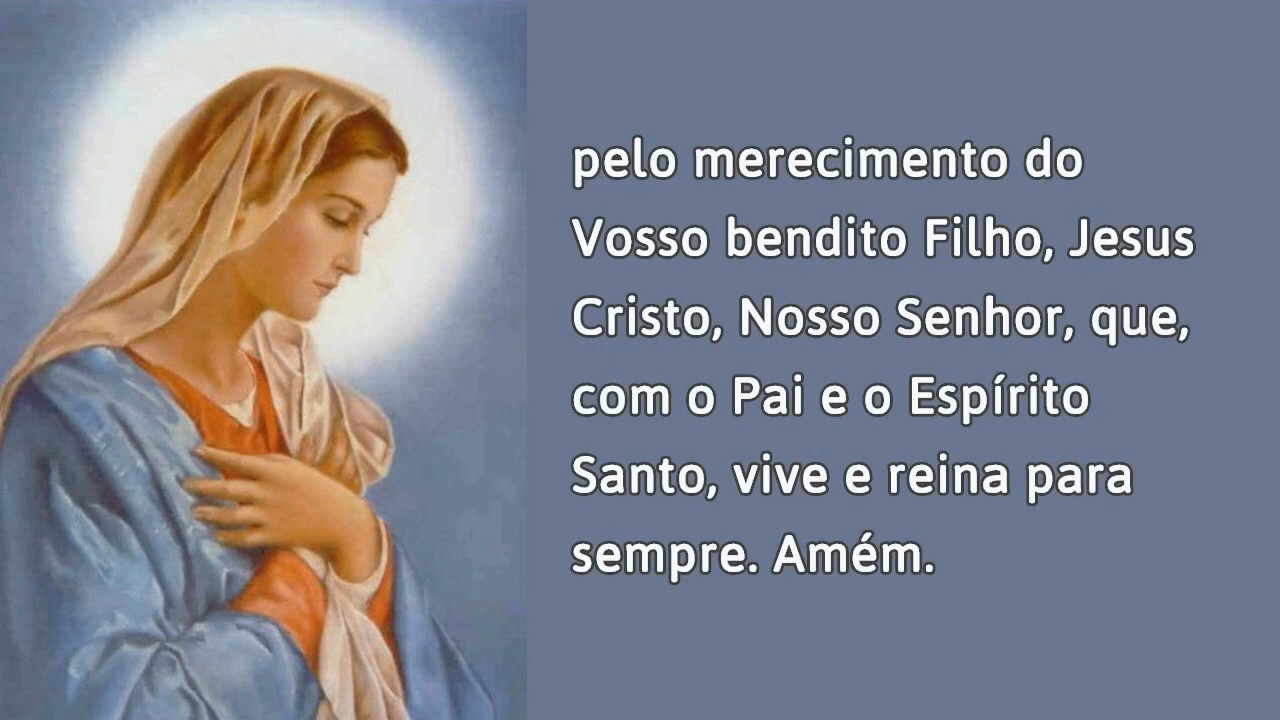 pelo merecimento do
Vosso bendito Filho, Jesus
Cristo, Nosso Senhor, que,
com o Pai e o Espírito
Santo, vive e reina para
sempre. Amém.